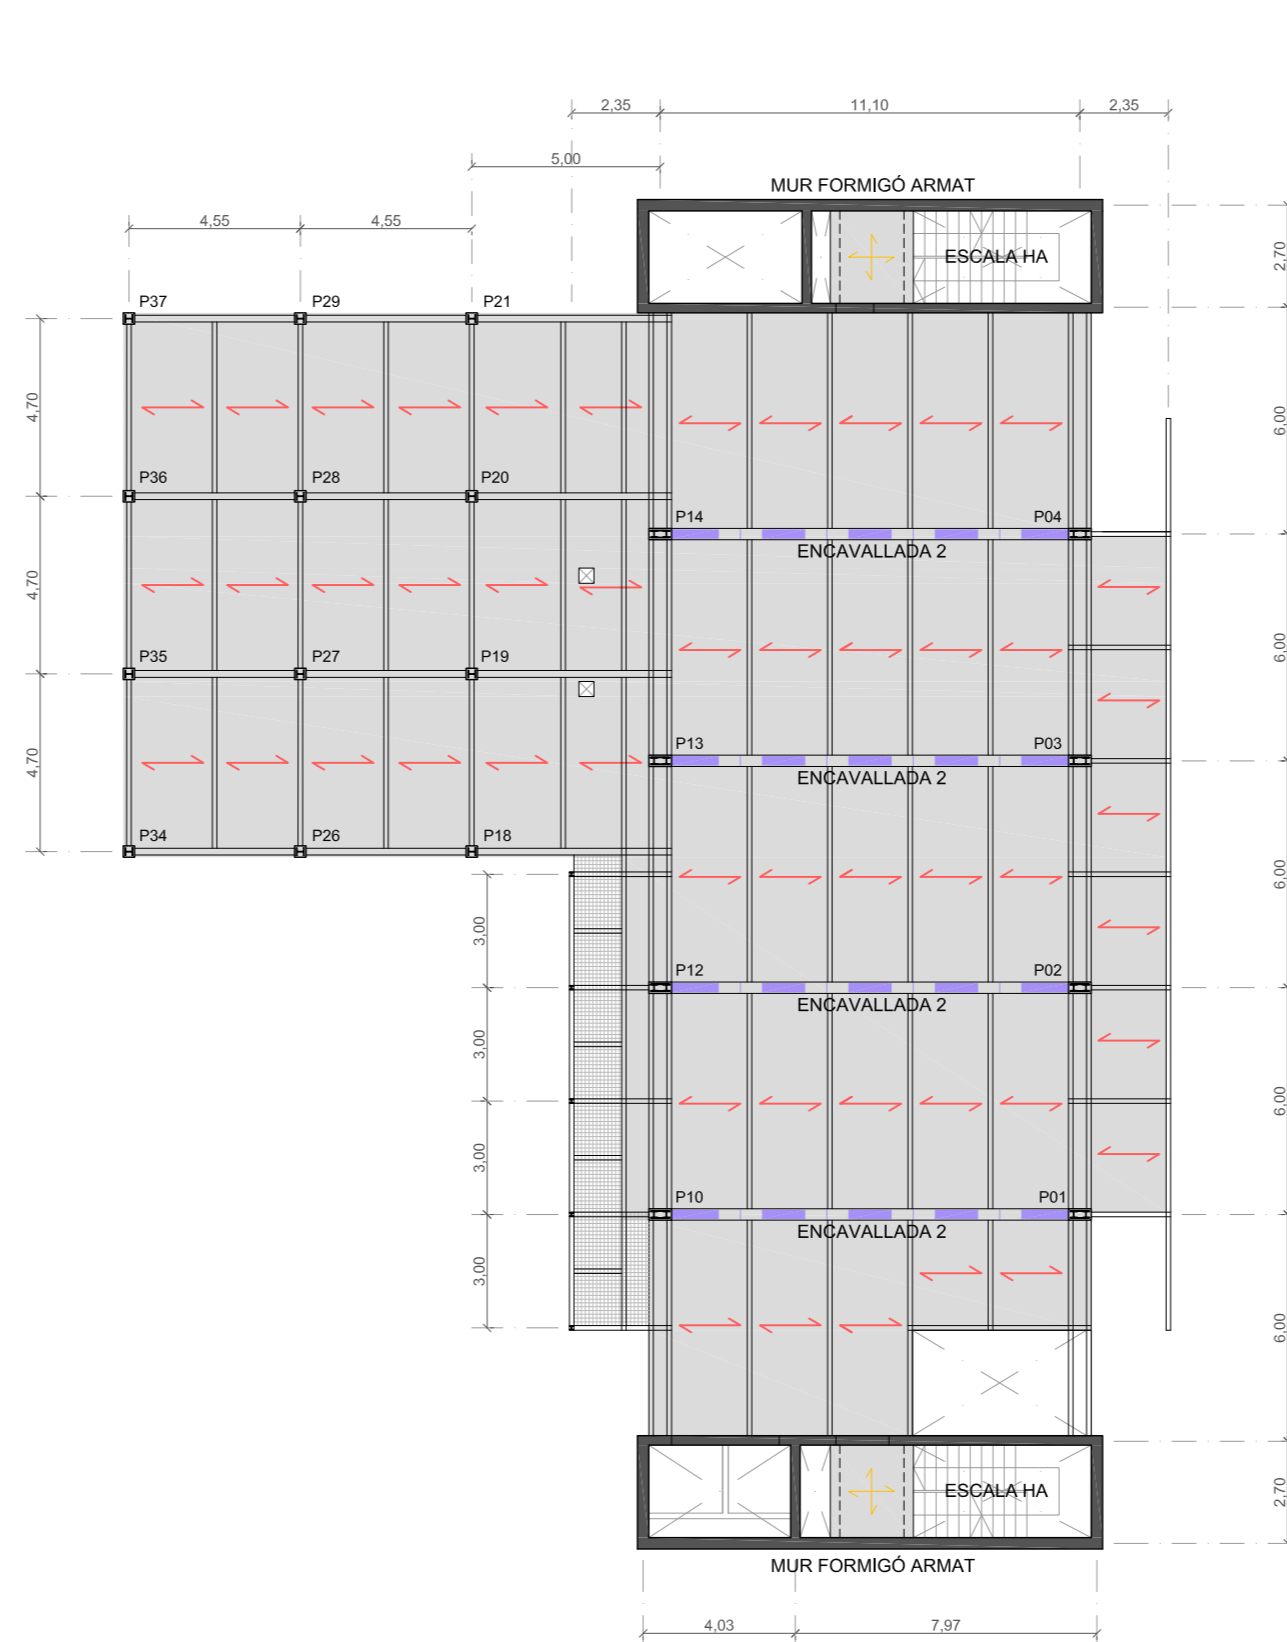 2,35 11,10 2,35
5,00
MUR FORMIGÓ ARMAT
4,55 4,55
ESCALA HA
2,70
P37 P29 P21
4,70
6,00
P36 P28 P20
P14 P04
ENCAVALLADA 2
4,70
6,00
P35 P27 P19
P13 P03
ENCAVALLADA 2
4,70
P34 P26 P18
6,00
3,00
P12 P02
ENCAVALLADA 2
3,00
6,00
3,00
P10 P01
ENCAVALLADA 2
3,00
6,00
ESCALA HA
2,70
MUR FORMIGÓ ARMAT
4,03 7,97